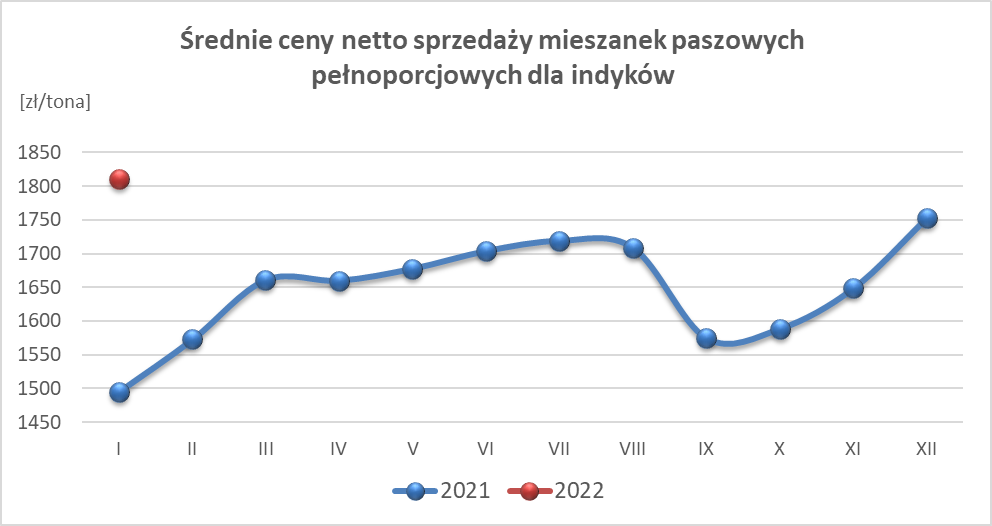 Średnie ceny netto sprzedaży mieszanek paszowych
pełnoporcjowych dla indyków
[zł/tona]
1850
1800
1750
1700
1650
1600
1550
1500
1450
I II III IV V VI VII VIII IX X XI XII
2021 2022